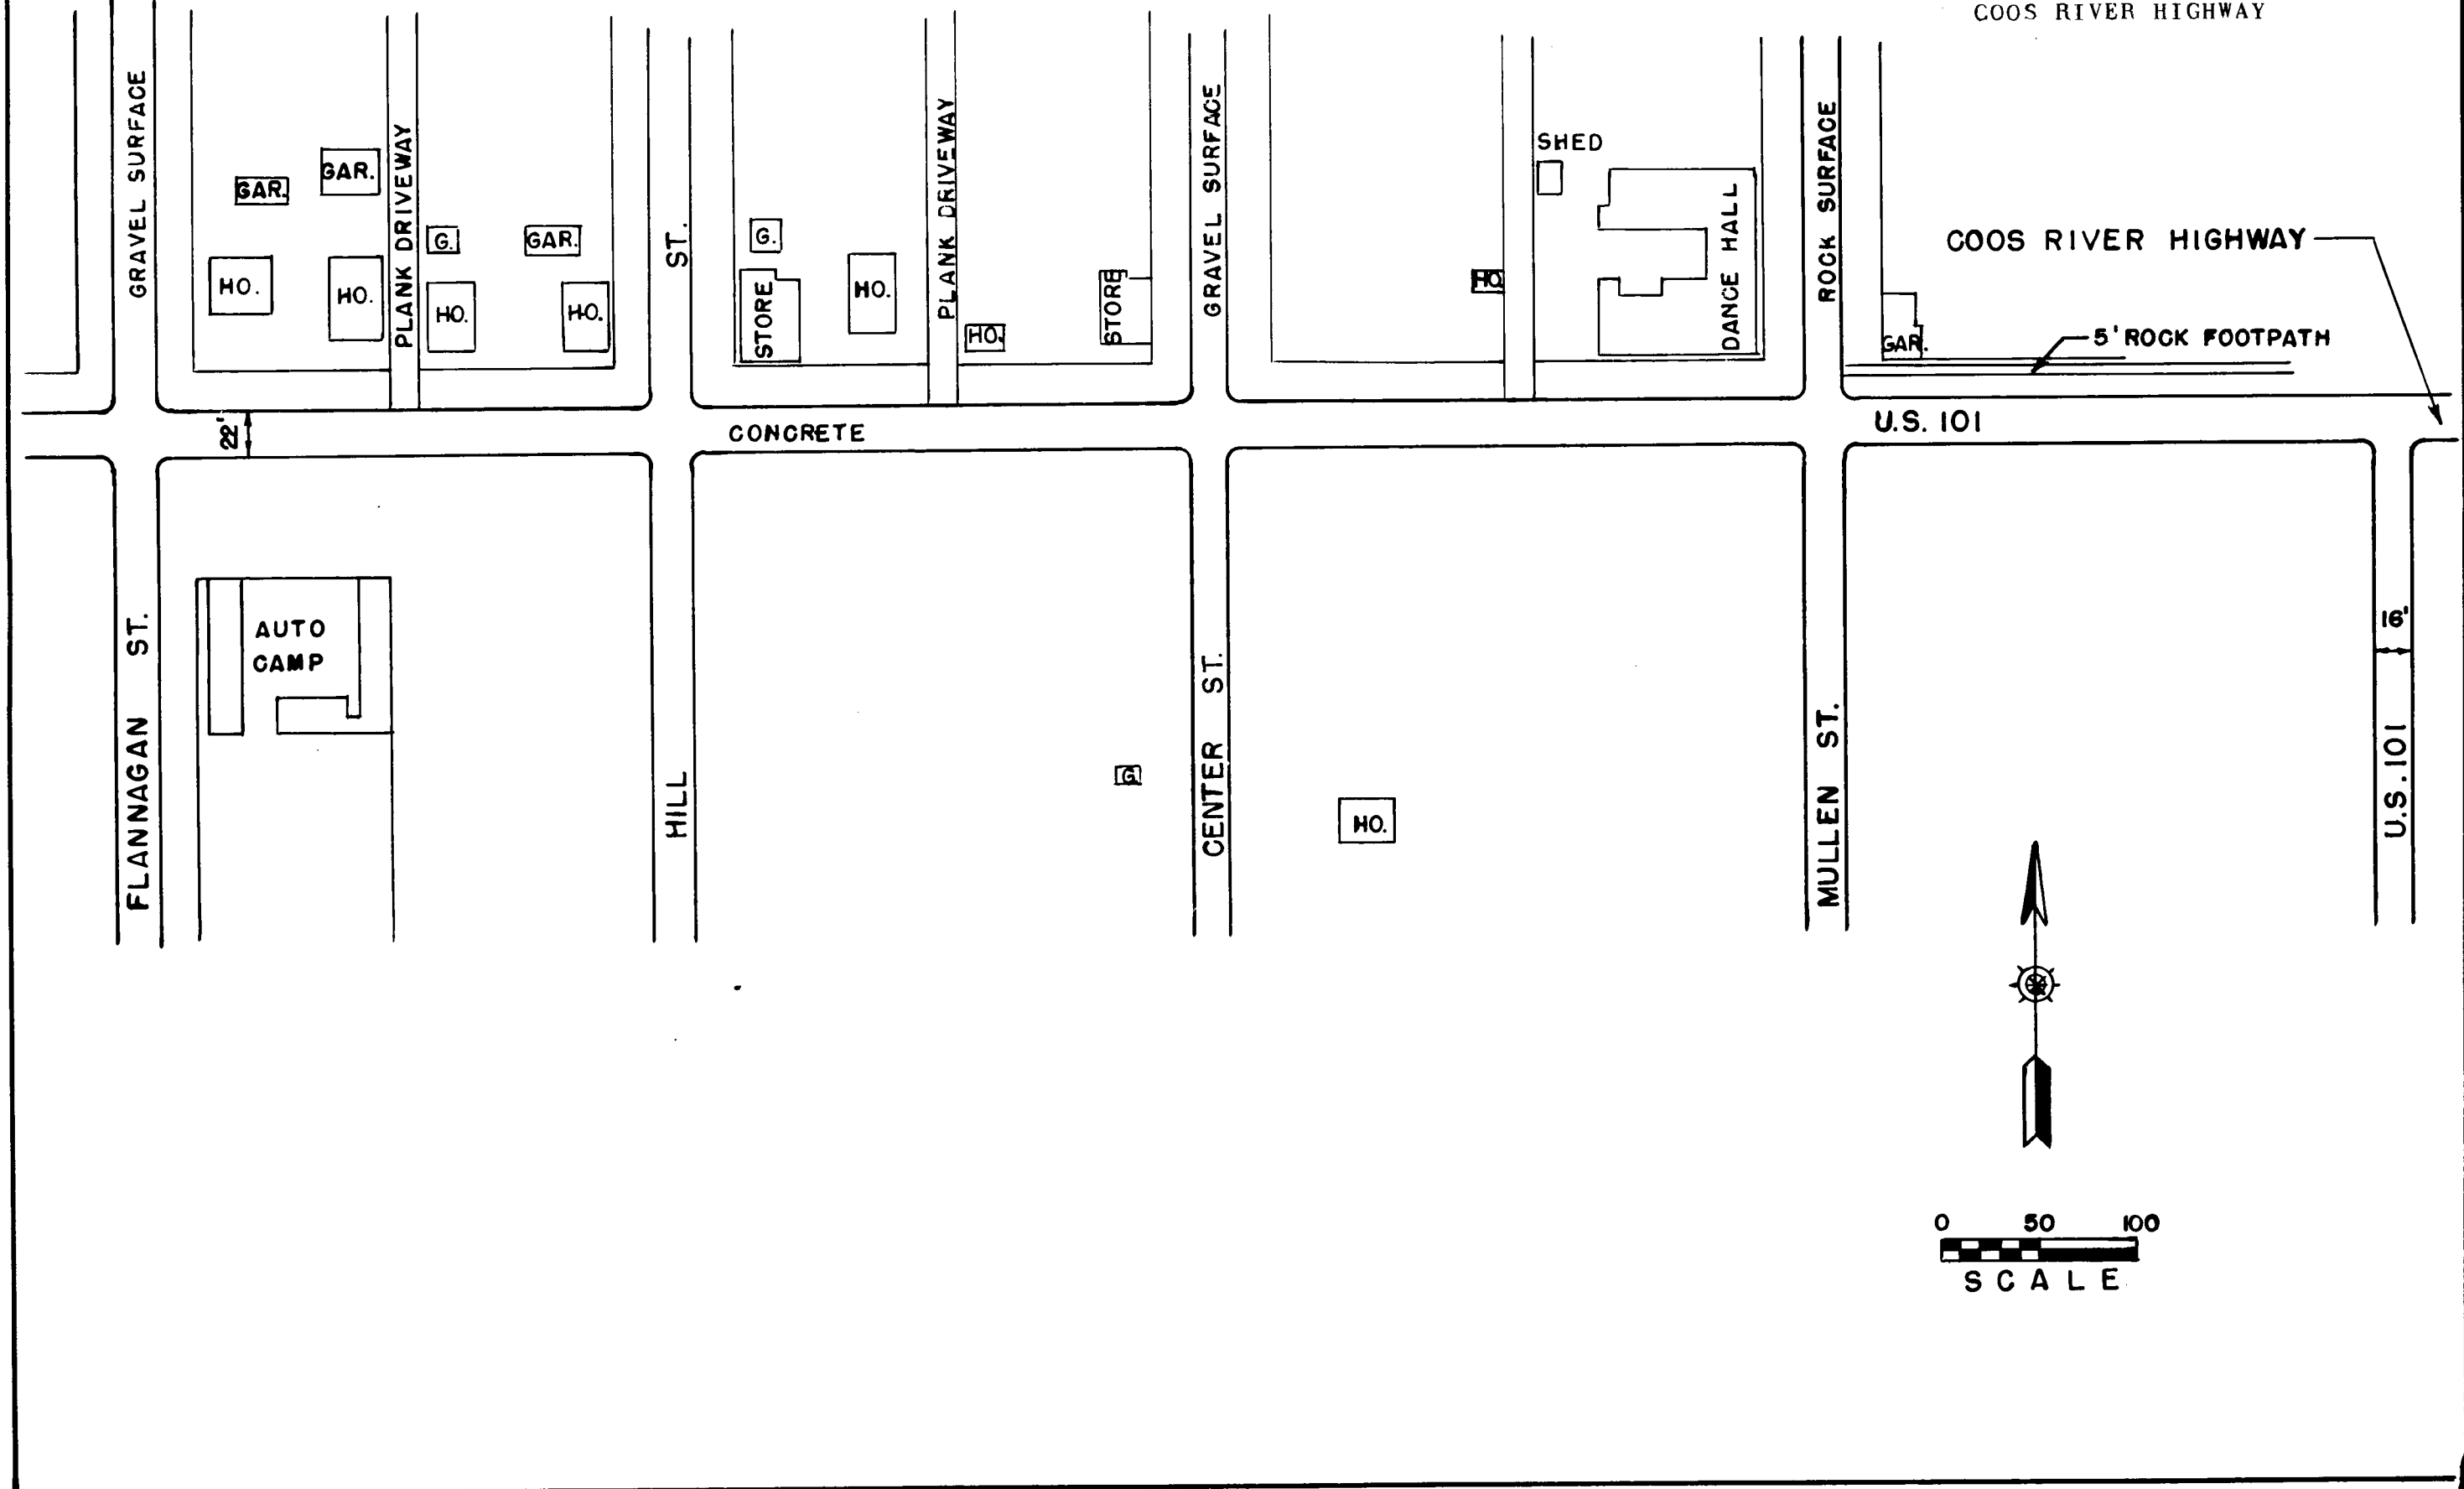 COOS RIVER HIGHWAY
GRAVEL SURFACE
GAR.
GAR.
PLANK DRIVEWAY
G.
GAR.
HO.
HO.
HO.
HO.
ST.
G.
STORE
HO.
PLANK DRIVEWAY
HO.
STORE
GRAVEL SURFACE
SHED
HO.
DANCE HALL
ROCK SURFACE
COOS RIVER HIGHWAY
GAR.
5' ROCK FOOTPATH
22'
CONCRETE
U.S. 101
FLANNAGAN ST.
AUTO
CAMP
HILL
G
CENTER ST.
HO.
MULLEN ST.
16'
U.S. 101
0 50 100
SCALE